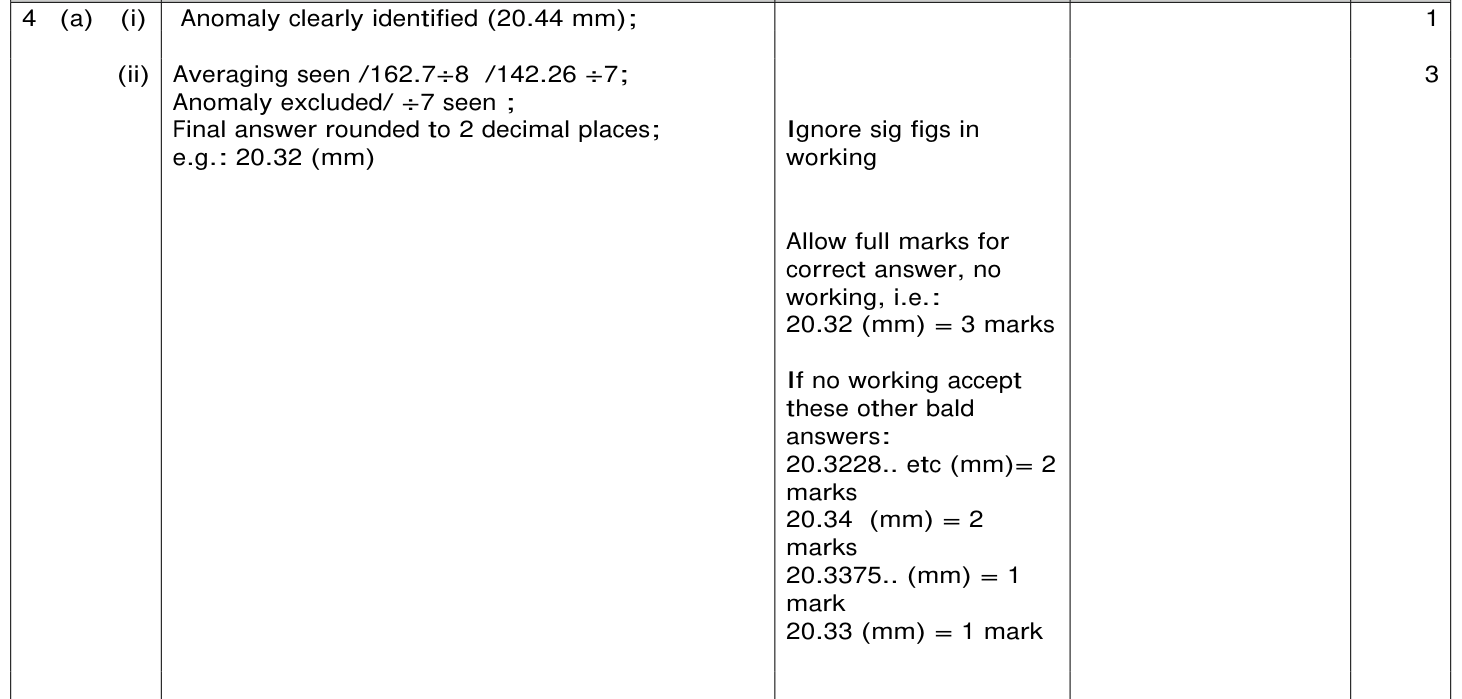 4 (a) (i) Anomaly clearly identified (20.44 mm); 1
(ii) Averaging seen /162.7÷8 /142.26 ÷7; 3
Anomaly excluded/ ÷7 seen ;
Final answer rounded to 2 decimal places;
e.g.: 20.32 (mm)
Ignore sig figs in
working
Allow full marks for
correct answer, no
working, i.e.:
20.32 (mm) = 3 marks
If no working accept
these other bald
answers:
20.3228.. etc (mm)= 2
marks
20.34 (mm) = 2
marks
20.3375.. (mm) = 1
mark
20.33 (mm) = 1 mark